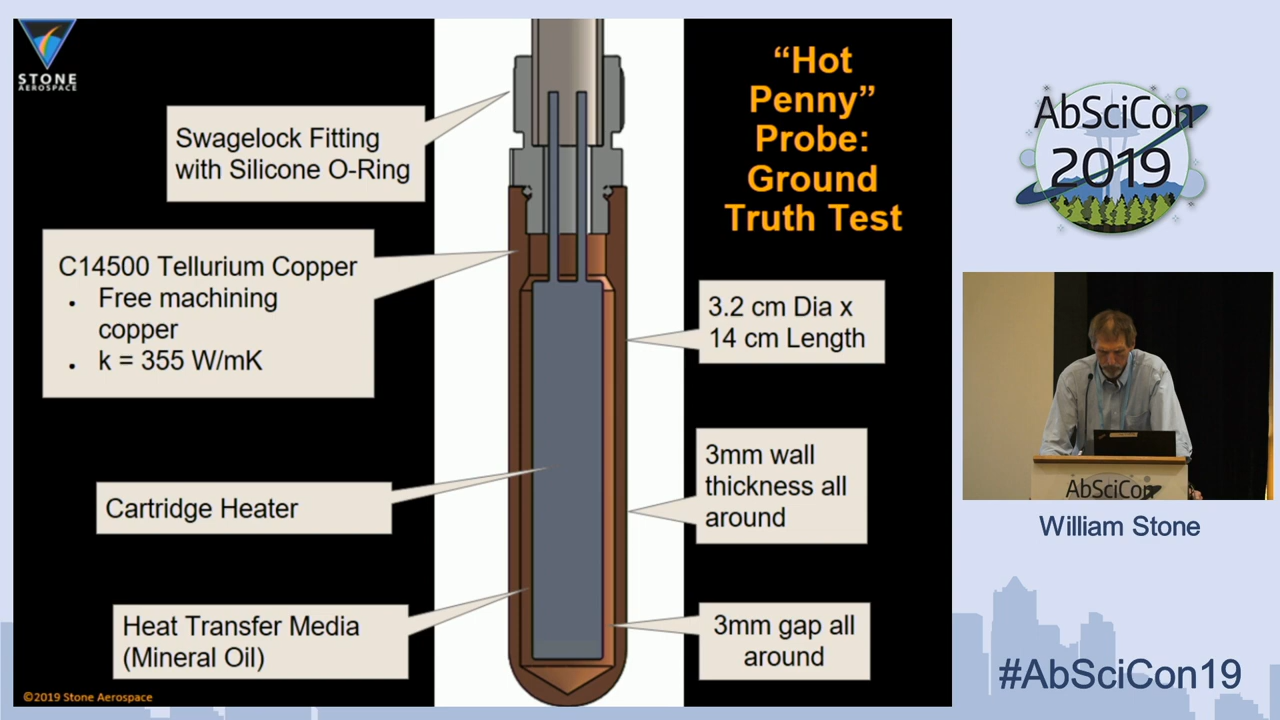 STONE
AEROSPACE
"Hot
Penny"
Probe:
Ground
Truth Test
Swagelock Fitting
with Silicone O-Ring
C14500 Tellurium Copper
• Free machining
copper
• k = 355 W/mK
Cartridge Heater
Heat Transfer Media
(Mineral Oil)
3.2 cm Dia x
14 cm Length
3mm wall
thickness all
around
3mm gap all
around
©2019 Stone Aerospace
AbSciCon
2019
AbSciCon
William Stone
#AbSciCon19